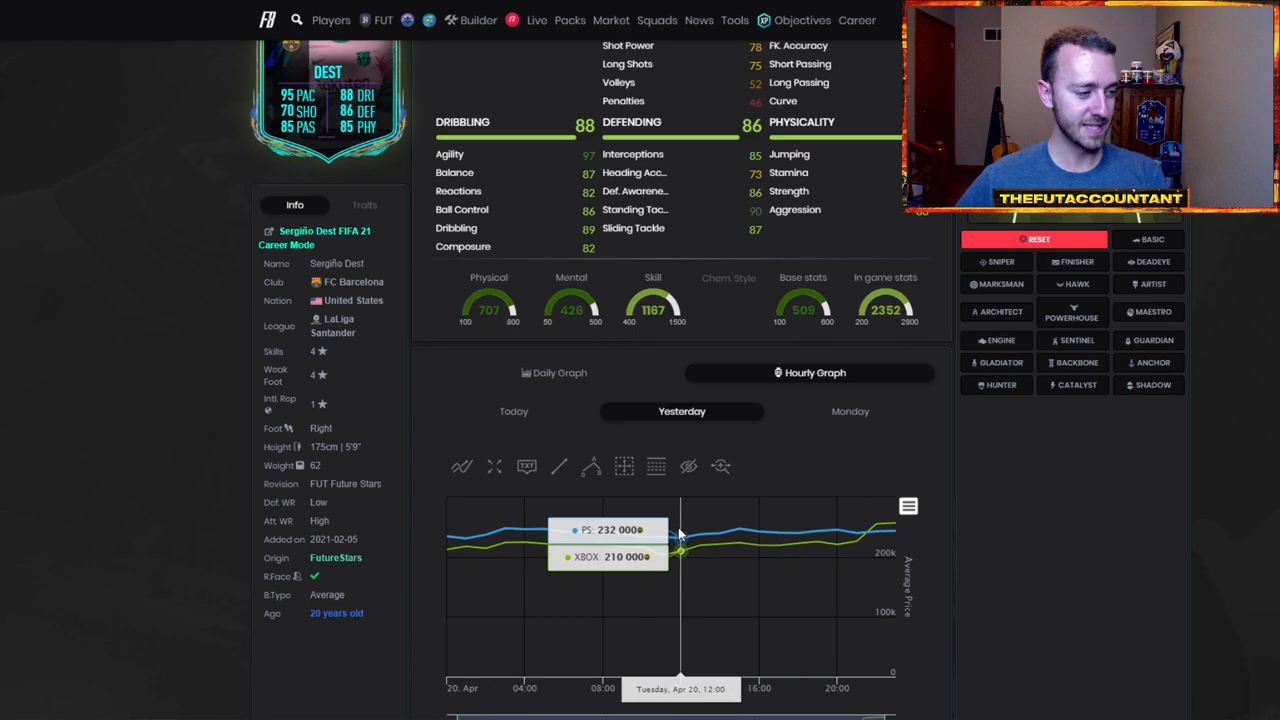 Players FUT Builder Live Packs Market Squads News Tools XP Objectives Career
DEST
95 PAC 88 DRI
70 SHO 86 DEF
85 PAS 85 PHY
Shot Power 78 FK. Accuracy
Long Shots 75 Short Passing
Volleys 52 Long Passing
Penalties 46 Curve
DRIBBLING 88 DEFENDING 86 PHYSICALITY
Agility 97 Interceptions 85 Jumping
Balance 87 Heading Acc... 73 Stamina
Reactions 82 Def. Awarene... 86 Strength
Ball Control 86 Standing Tac... 90 Aggression
Dribbling 89 Sliding Tackle 87
Composure 82
THEFUTACCOUNTANT
Info Traits
Sergiño Dest FIFA 21
Career Mode
Name Sergiño Dest
Club FC Barcelona
Nation United States
League LaLiga
Santander
Skills 4
Weak
Foot 4
Intl. Rep 1
Foot Right
Height 175cm | 5'9"
Weight 62
Revision FUT Future Stars
Def. WR Low
Att. WR High
Added on 2021-02-05
Origin FutureStars
R.Face
B.Type Average
Age 20 years old
Physical Mental Skill Chem. Style Base stats In game stats
707 426 1167 509 2352
100 800 50 500 400 1500 200 600 200 2800
Daily Graph Hourly Graph
Today Yesterday Monday
TXT
PS: 232 000
XBOX: 210 000
200k
100k
0
Average Price
20. Apr 04:00 08:00 Tuesday, Apr 20, 12:00 16:00 20:00
RESET BASIC
SNIPER FINISHER DEADEYE
MARKSMAN HAWK ARTIST
ARCHITECT POWERHOUSE MAESTRO
ENGINE SENTINEL GUARDIAN
GLADIATOR BACKBONE ANCHOR
HUNTER CATALYST SHADOW